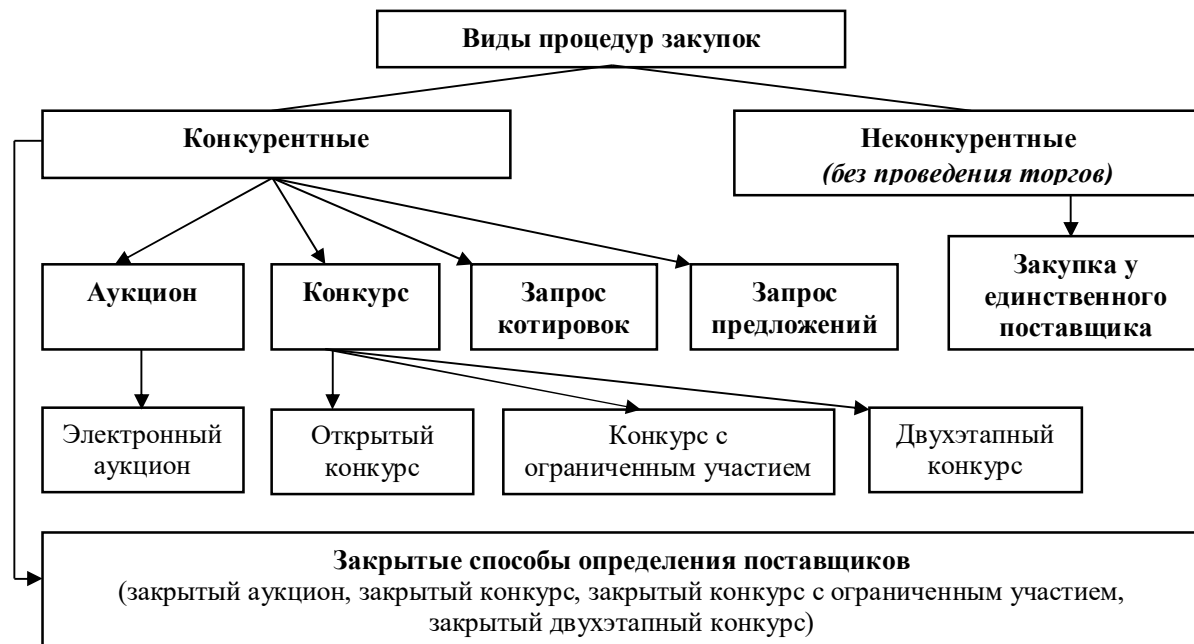 Виды процедур закупок
Конкурентные
Неконкурентные
(без проведения торгов)
Аукцион
Конкурс
Запрос
котировок
Запрос
предложений
Закупка у
единственного
поставщика
Электронный
аукцион
Открытый
конкурс
Конкурс с
ограниченным участием
Двухэтапный
конкурс
Закрытые способы определения поставщиков
(закрытый аукцион, закрытый конкурс, закрытый конкурс с ограниченным участием,
закрытый двухэтапный конкурс)